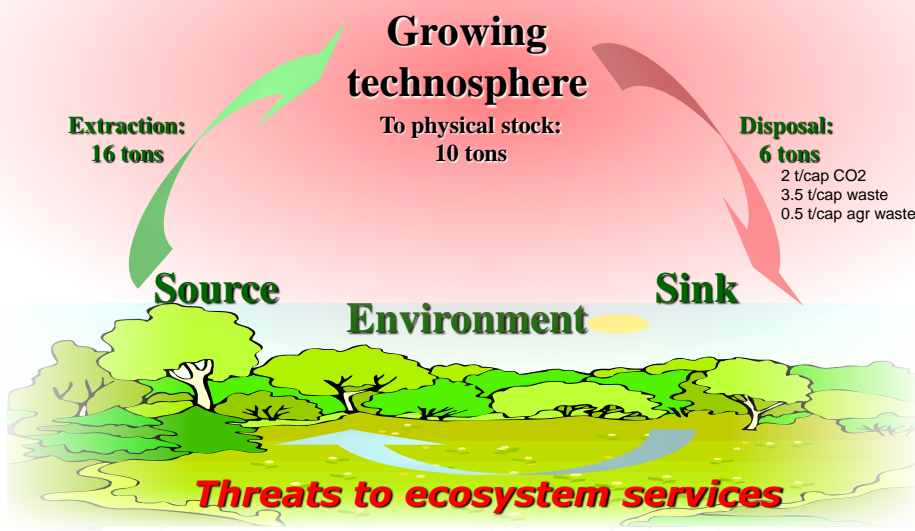 Growing
technosphere
To physical stock:
10 tons
Extraction:
16 tons
Disposal:
6 tons
2 t/cap CO2
3.5 t/cap waste
0.5 t/cap agr waste
Source
Sink
Environment
Threats to ecosystem services